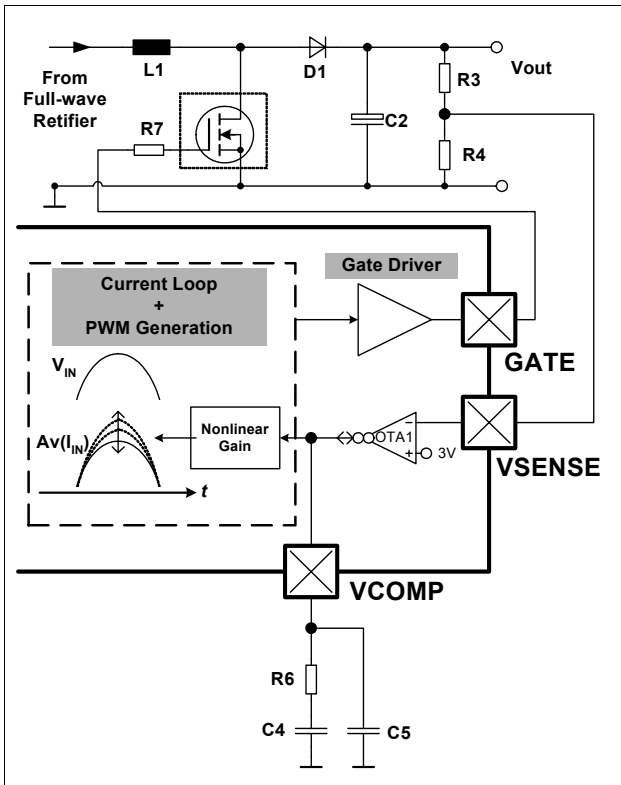 L1
D1
Vout
R3
From
Full-wave
Retifier
R7
C2
R4
Gate Driver
Current Loop
+
PWM Generation
GATE
VIN
Av(IIN)
Nonlinear
Gain
OTA1
−
+
3V
VSENSE
t
VCOMP
R6
C4
C5